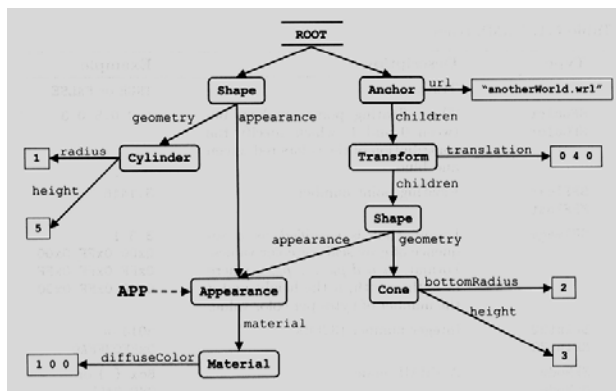 ROOT
Shape
Anchor
url
"anotherWorld.wrl"
geometry
appearance
children
1
radius
Cylinder
Transform
translation
0 4 0
height
children
5
Shape
appearance
geometry
APP
Appearance
Cone
bottomRadius
2
material
height
1 0 0
diffuseColor
Material
3